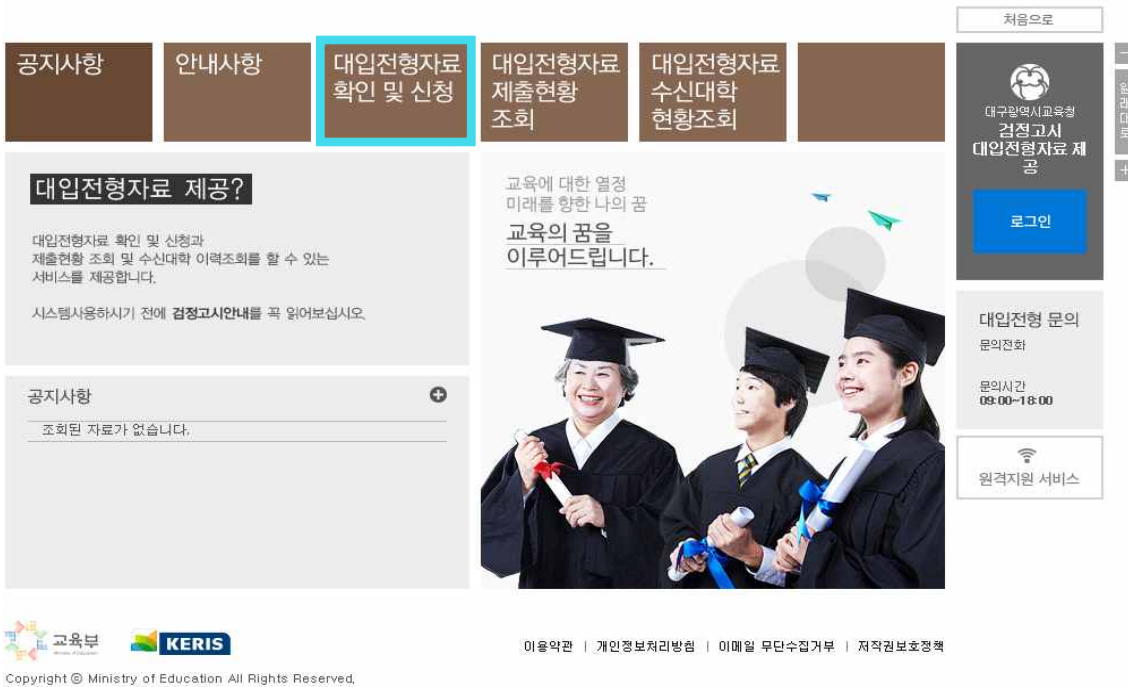 처음으로
공지사항
안내사항
대입전형자료
확인 및 신청
대입전형자료
제출현황
조회
대입전형자료
수신대학
현황조회
대구광역시교육청
검정고시
대입전형자료 제
공
로그인
원
래
대
로
대입전형자료 제공?
대입전형자료 확인 및 신청과
제출현황 조회 및 수신대학 이력조회를 할 수 있는
서비스를 제공합니다.
시스템사용하시기 전에 검정고시안내를 꼭 읽어보십시오.
교육에 대한 열정
미래를 향한 나의 꿈
교육의 꿈을
이루어드립니다.
대입전형 문의
문의전화
문의시간
09:00~18:00
원격지원 서비스
공지사항
조회된 자료가 없습니다.
교육부
KERIS
이용약관 | 개인정보처리방침 | 이메일 무단수집거부 | 저작권보호정책
Copyright © Ministry of Education All Rights Reserved.